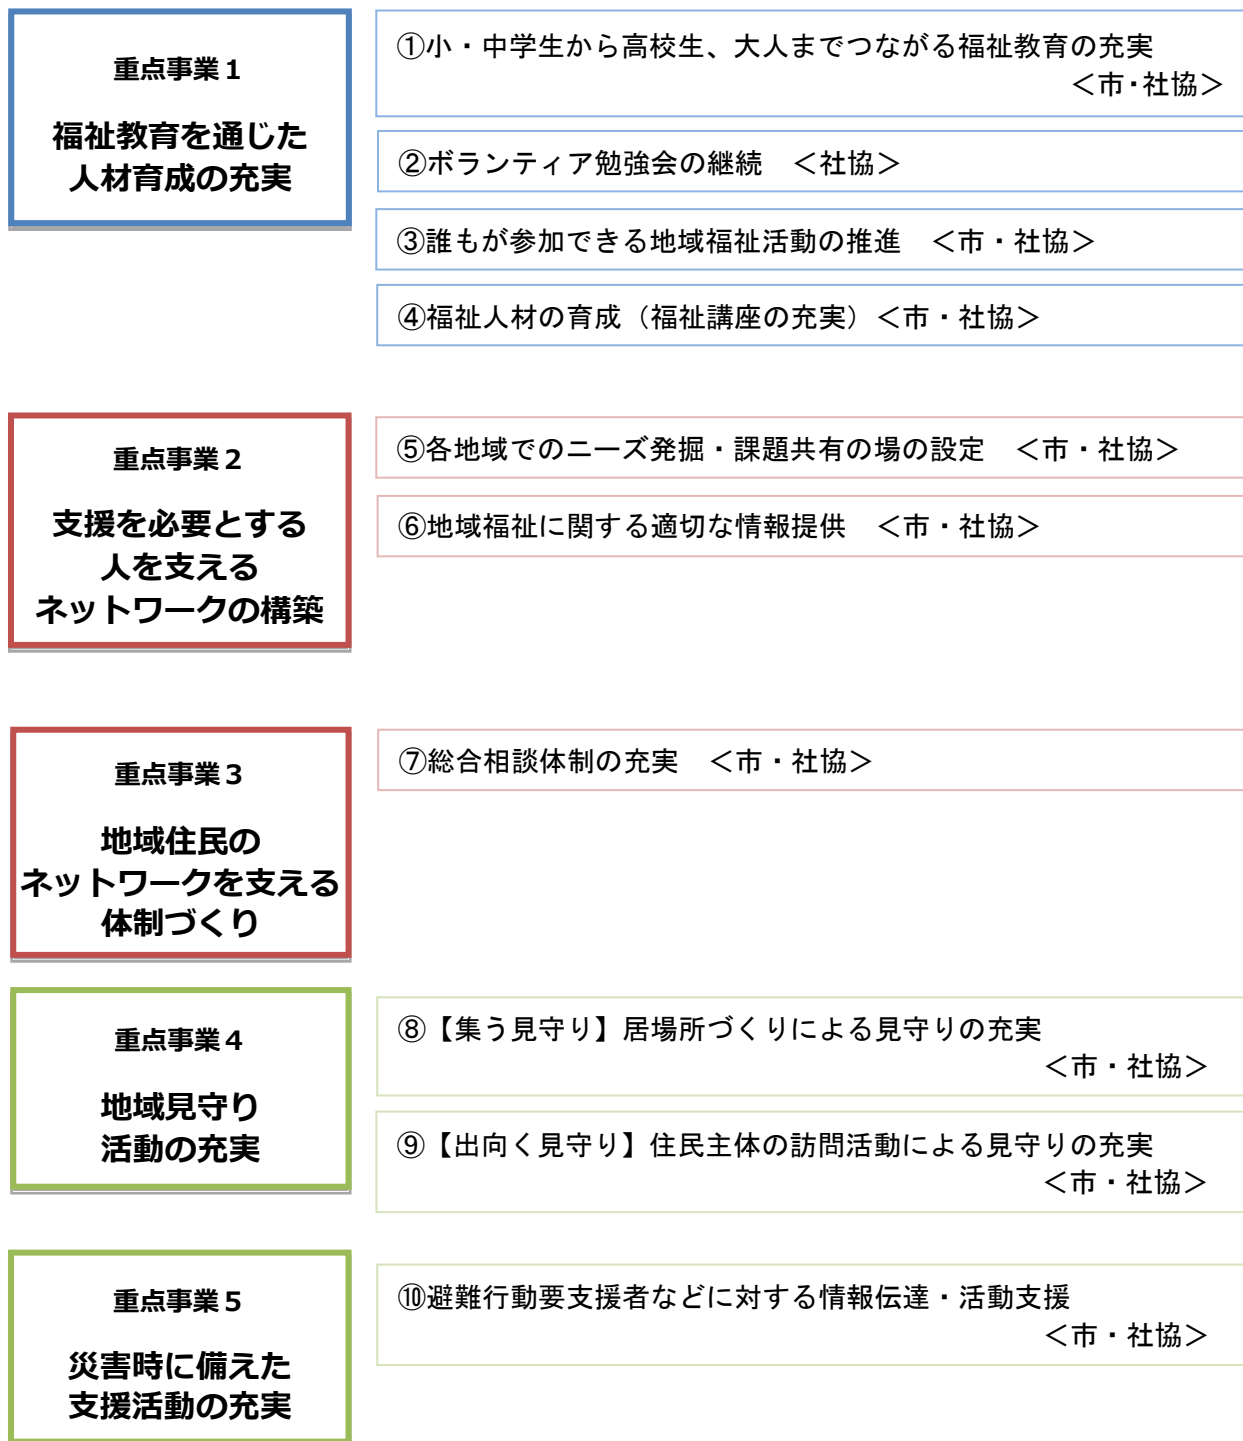 重点事業１
福祉教育を通じた
人材育成の充実
①小・中学生から高校生、大人までつながる福祉教育の充実
＜市・社協＞
②ボランティア勉強会の継続　＜社協＞
③誰もが参加できる地域福祉活動の推進　＜市・社協＞
④福祉人材の育成（福祉講座の充実）＜市・社協＞
重点事業２
支援を必要とする
人を支える
ネットワークの構築
⑤各地域でのニーズ発掘・課題共有の場の設定　＜市・社協＞
⑥地域福祉に関する適切な情報提供　＜市・社協＞
重点事業３
地域住民の
ネットワークを支える
体制づくり
⑦総合相談体制の充実　＜市・社協＞
重点事業４
地域見守り
活動の充実
⑧【集う見守り】居場所づくりによる見守りの充実
＜市・社協＞
⑨【出向く見守り】住民主体の訪問活動による見守りの充実
＜市・社協＞
重点事業５
災害時に備えた
支援活動の充実
⑩避難行動要支援者などに対する情報伝達・活動支援
＜市・社協＞